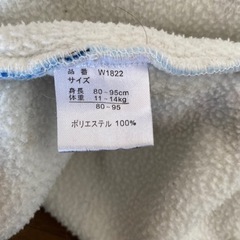 品 番 W1822
サイズ
身長 80-95cm
体重 11-14kg
80-95
ポリエステル 100%